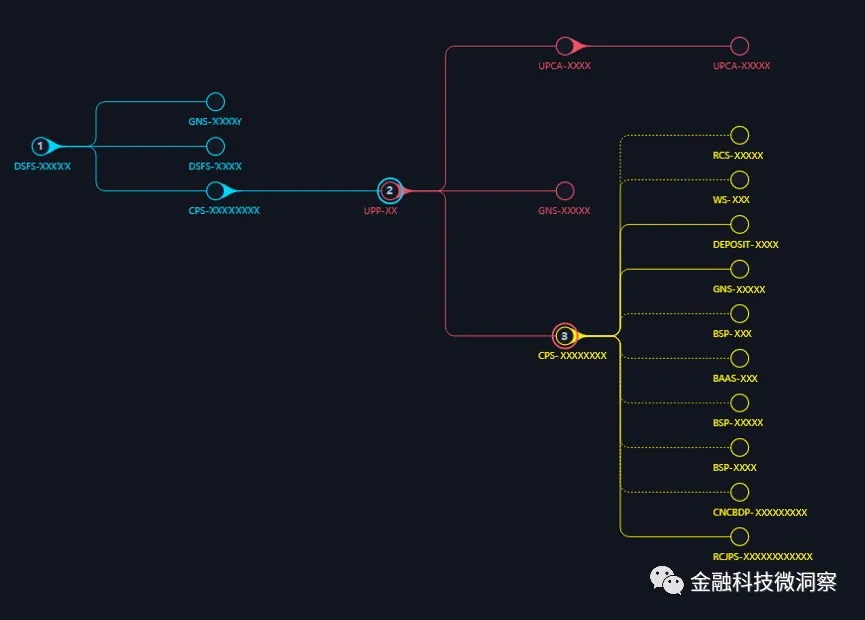 UPCA-XXXX
UPCA-XXXXX
GNS-XXXXY
RCS-XXXXX
1
DSFS-XXXXX
DSFS-XXXX
WS-XXX
CPS-XXXXXXXX
2
UPP-XX
GNS-XXXXX
DEPOSIT-XXXX
GNS-XXXXX
BSP-XXX
3
CPS-XXXXXXXX
BAAS-XXX
BSP-XXXXX
BSP-XXXX
CNCBDP-XXXXXXXXX
RCJPS-XXXXXXXXXXXX
金融科技微洞察